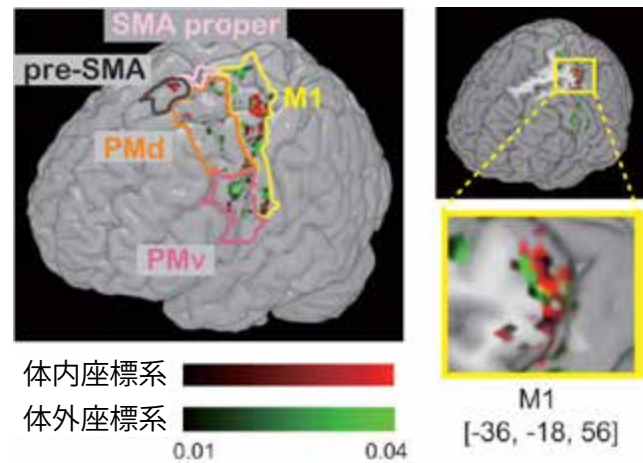 SMA proper
pre-SMA
M1
PMd
PMv
体内座標系
体外座標系
0.01 0.04
M1
[-36, -18, 56]